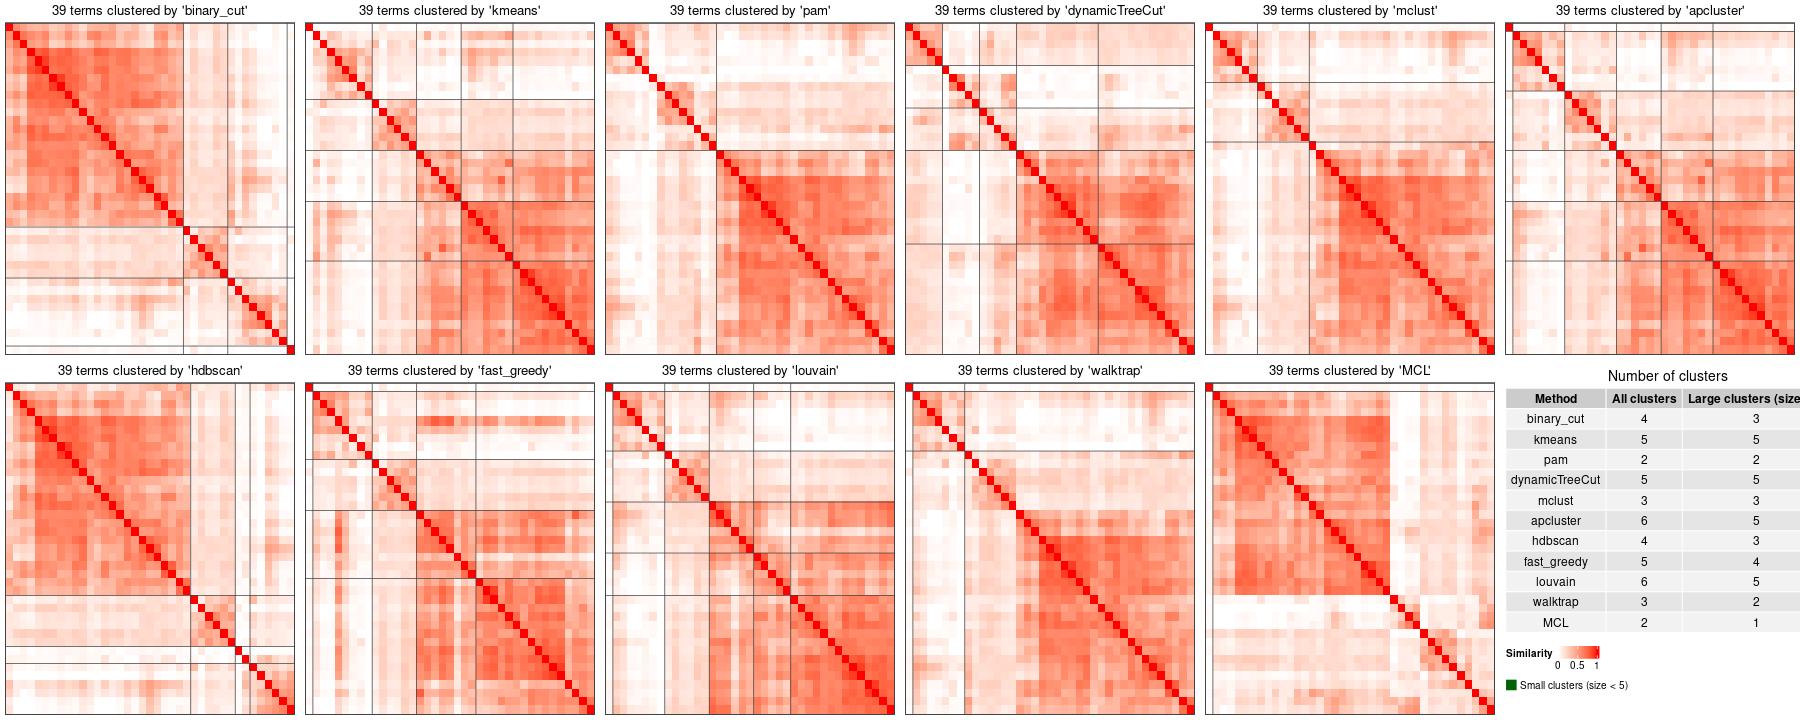 39 terms clustered by 'binary_cut'
39 terms clustered by 'kmeans'
39 terms clustered by 'pam'
39 terms clustered by 'dynamicTreeCut'
39 terms clustered by 'mclust'
39 terms clustered by 'apcluster'
39 terms clustered by 'hdbscan'
39 terms clustered by 'fast_greedy'
39 terms clustered by 'louvain'
39 terms clustered by 'walktrap'
39 terms clustered by 'MCL'
Number of clusters
Method All clusters Large clusters (size
binary_cut 4 3
kmeans 5 5
pam 2 2
dynamicTreeCut 5 5
mclust 3 3
apcluster 6 5
hdbscan 4 3
fast_greedy 5 4
louvain 6 5
walktrap 3 2
MCL 2 1
Similarity
0 0.5 1
Small clusters (size < 5)